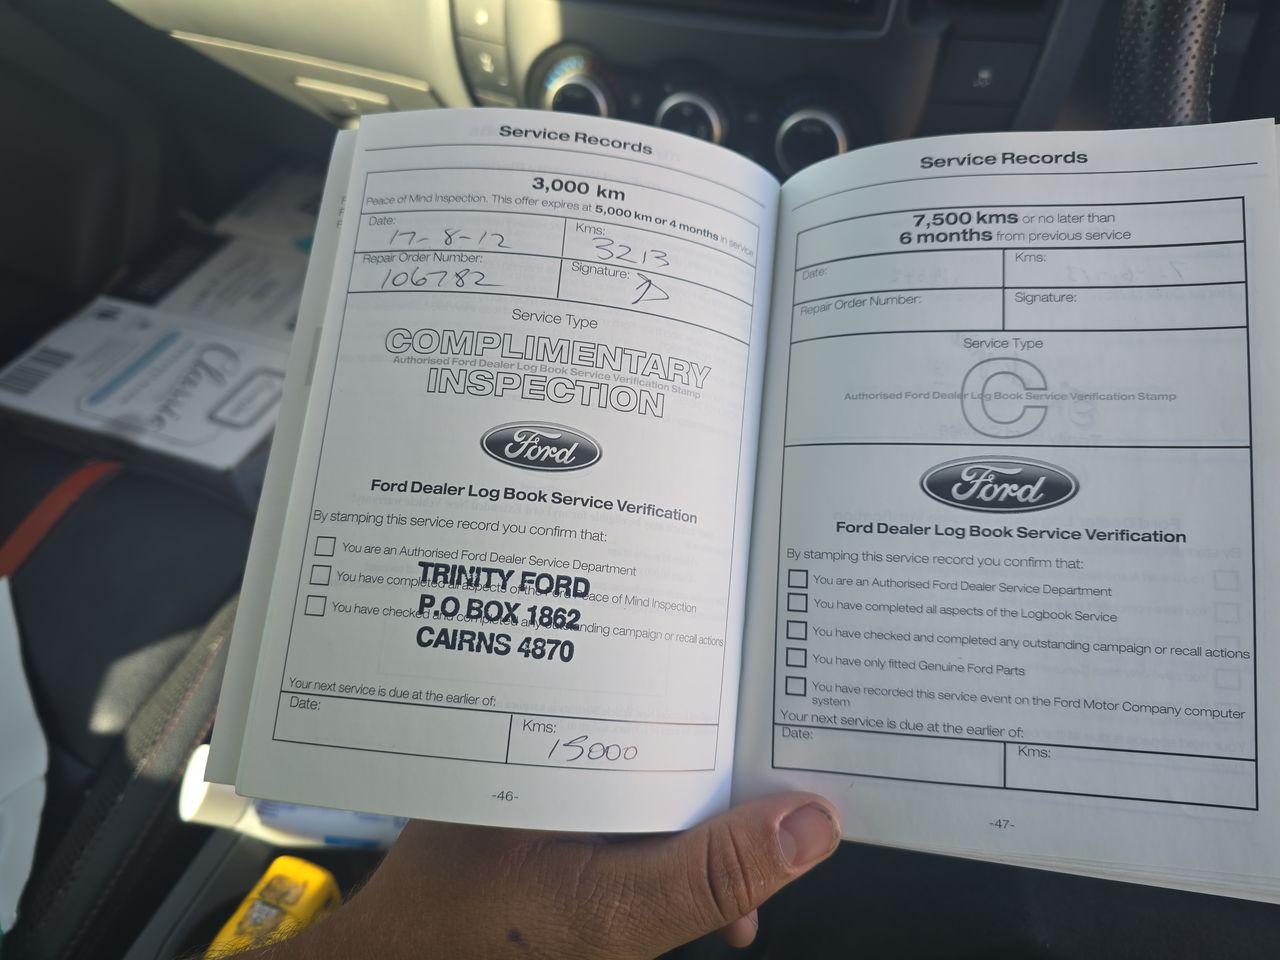 Service Records
3,000 km
Peace of Mind Inspection. This offer expires at 5,000 km or 4 months in service
Date:
17-8-12
Kms:
3213
Repair Order Number:
106782
Signature:
Service Type
COMPLIMENTARY
Authorised Ford Dealer Log Book Service Verification Stamp
INSPECTION
Ford
Ford Dealer Log Book Service Verification
By stamping this service record you confirm that:
You are an Authorised Ford Dealer Service Department
You have completed all aspects of the Ford Peace of Mind Inspection
You have checked and completed any outstanding campaign or recall actions
TRINITY FORD
P.O BOX 1862
CAIRNS 4870
Your next service is due at the earlier of:
Date:
Kms:
15000
-46-
Service Records
7,500 kms or no later than
6 months from previous service
Date:
Kms:
Repair Order Number:
Signature:
Service Type
C
Authorised Ford Dealer Log Book Service Verification Stamp
Ford
Ford Dealer Log Book Service Verification
By stamping this service record you confirm that:
You are an Authorised Ford Dealer Service Department
You have completed all aspects of the Logbook Service
You have checked and completed any outstanding campaign or recall actions
You have only fitted Genuine Ford Parts
You have recorded this service event on the Ford Motor Company computer
system
Your next service is due at the earlier of:
Date:
Kms:
-47-
Classic